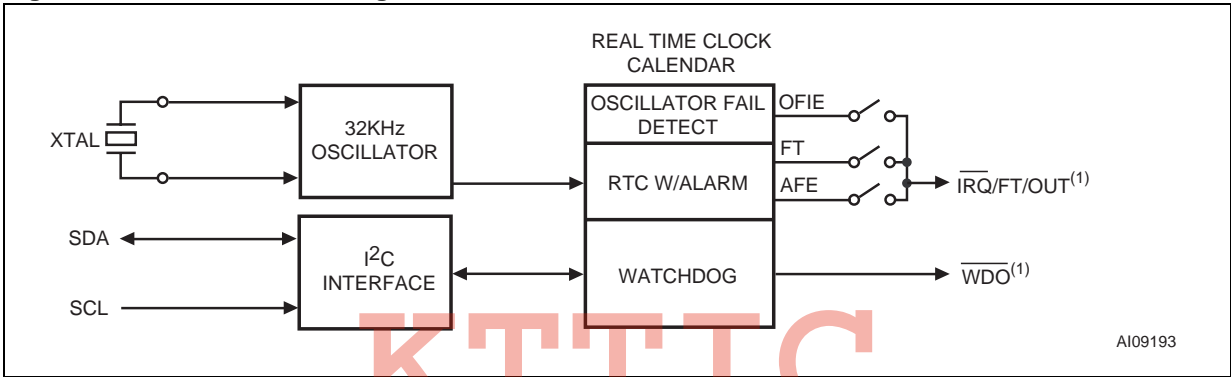 REAL TIME CLOCK
CALENDAR
OSCILLATOR FAIL
DETECT
OFIE
XTAL
32KHz
OSCILLATOR
FT
RTC W/ALARM
AFE
IRQ/FT/OUT(1)
SDA
I2C
INTERFACE
WATCHDOG
WDO(1)
SCL
KTTIC
AI09193